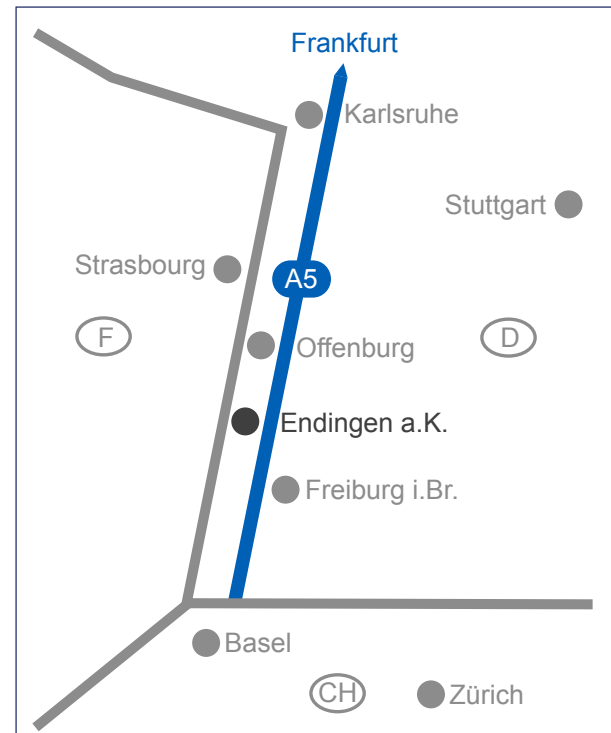 Frankfurt
Karlsruhe
Stuttgart
Strasbourg
A5
F
Offenburg
D
Endingen a.K.
Freiburg i.Br.
Basel
CH
Zürich